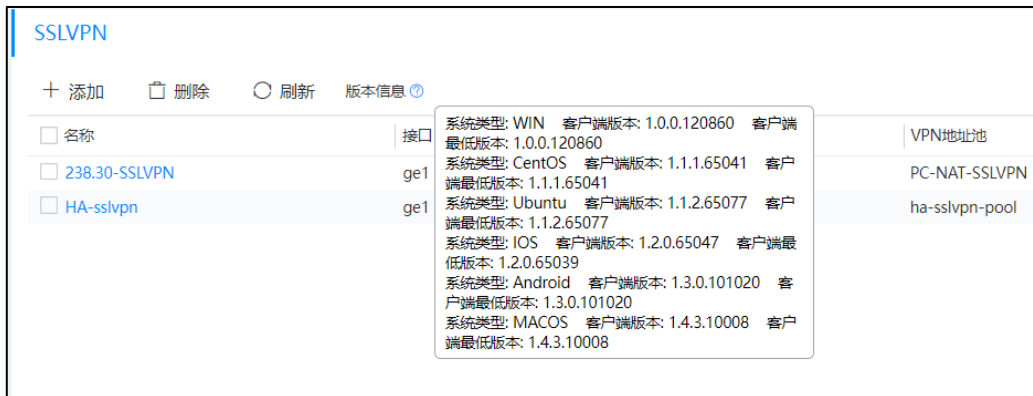 SSLVPN
添加 删除 刷新 版本信息
名称 接口 VPN地址池
系统类型: WIN 客户端版本: 1.0.0.120860 客户端
最低版本: 1.0.0.120860
系统类型: CentOS 客户端版本: 1.1.1.65041 客户
端最低版本: 1.1.1.65041
系统类型: Ubuntu 客户端版本: 1.1.2.65077 客户
端最低版本: 1.1.2.65077
系统类型: IOS 客户端版本: 1.2.0.65047 客户端最
低版本: 1.2.0.65039
系统类型: Android 客户端版本: 1.3.0.101020 客
户端最低版本: 1.3.0.101020
系统类型: MACOS 客户端版本: 1.4.3.10008 客户
端最低版本: 1.4.3.10008
238.30-SSLVPN ge1 PC-NAT-SSLVPN
HA-sslvpn ge1 ha-sslvpn-pool